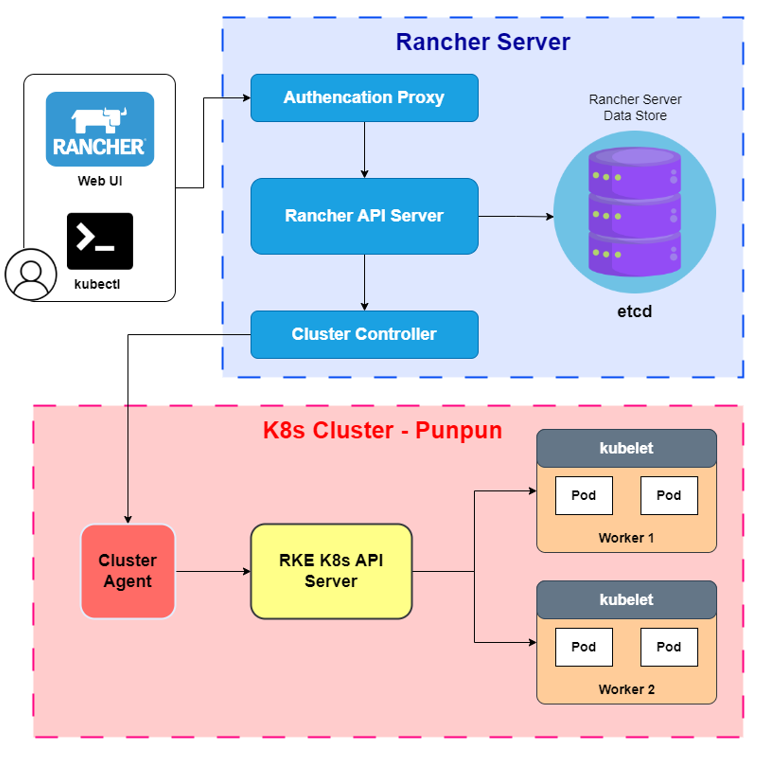 Rancher Server
Authencation Proxy
Rancher Server
Data Store
RANCHER
Web UI
Rancher API Server
>_
kubectl
etcd
Cluster Controller
K8s Cluster - Punpun
kubelet
Pod Pod
Worker 1
Cluster
Agent
RKE K8s API
Server
kubelet
Pod Pod
Worker 2